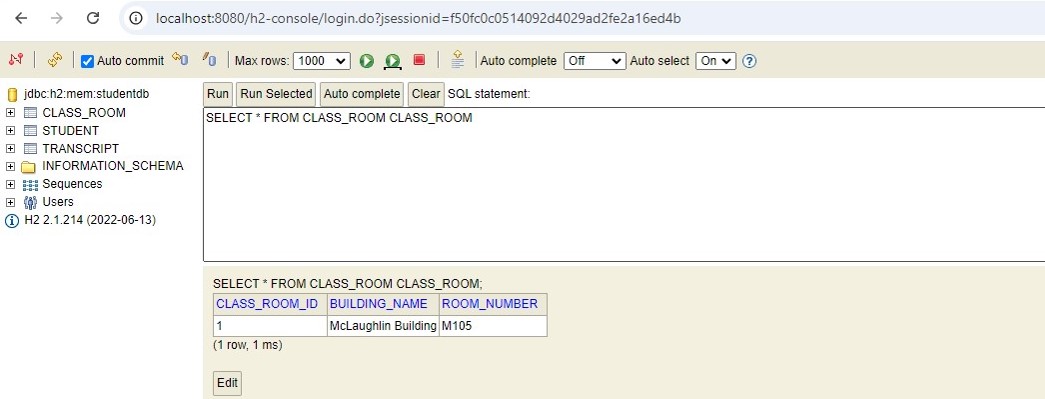 localhost:8080/h2-console/login.do?jsessionid=f50fc0c0514092d4029ad2fe2a16ed4b
Auto commit Max rows: 1000 Auto complete Off Auto select On ?
jdbc:h2:mem:studentdb
CLASS_ROOM
STUDENT
TRANSCRIPT
INFORMATION_SCHEMA
Sequences
Users
H2 2.1.214 (2022-06-13)
Run Run Selected Auto complete Clear SQL statement:
SELECT * FROM CLASS_ROOM CLASS_ROOM
SELECT * FROM CLASS_ROOM CLASS_ROOM;
CLASS_ROOM_ID BUILDING_NAME ROOM_NUMBER
1 McLaughlin Building M105
(1 row, 1 ms)
Edit